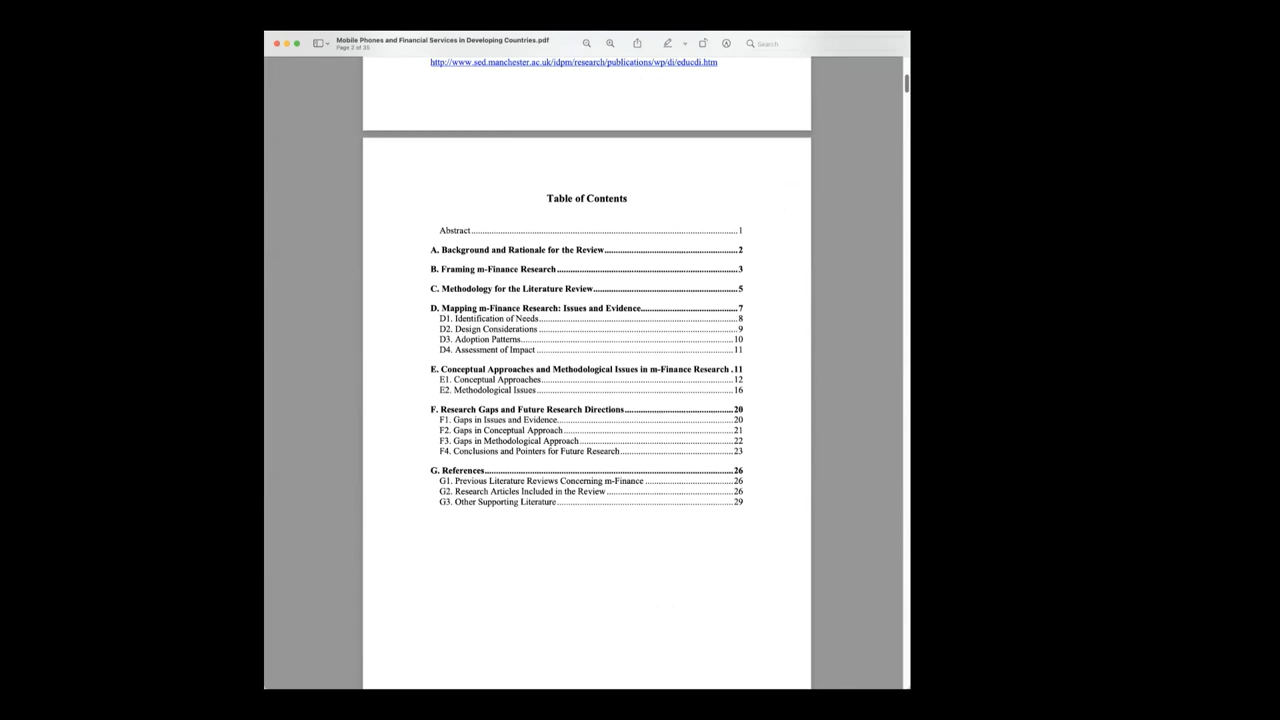 Mobile Phones and Financial Services in Developing Countries.pdf
Page 2 of 35
Search
http://www.sed.manchester.ac.uk/idpm/research/publications/wp/di/educdi.htm
Table of Contents
Abstract 1
A. Background and Rationale for the Review 2
B. Framing m-Finance Research 3
C. Methodology for the Literature Review 5
D. Mapping m-Finance Research: Issues and Evidence 7
D1. Identification of Needs 8
D2. Design Considerations 9
D3. Adoption Patterns 10
D4. Assessment of Impact 11
E. Conceptual Approaches and Methodological Issues in m-Finance Research .11
E1. Conceptual Approaches 12
E2. Methodological Issues 16
F. Research Gaps and Future Research Directions 20
F1. Gaps in Issues and Evidence 20
F2. Gaps in Conceptual Approach 21
F3. Gaps in Methodological Approach 22
F4. Conclusions and Pointers for Future Research 23
G. References 26
G1. Previous Literature Reviews Concerning m-Finance 26
G2. Research Articles Included in the Review 26
G3. Other Supporting Literature 29